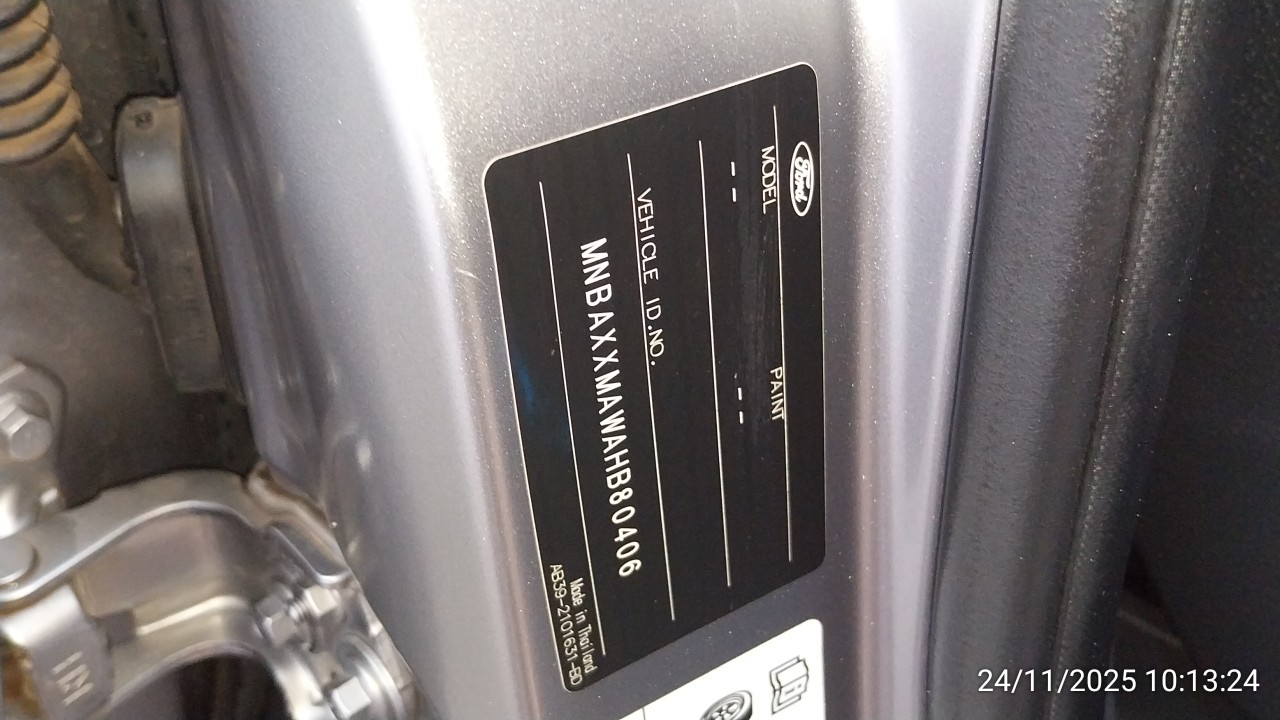 Ford
MODEL PAINT
-- --
VEHICLE ID.NO.
MNBAXXMAWAHB80406
Made in Thailand
AB39-2101631-BD
24/11/2025 10:13:24